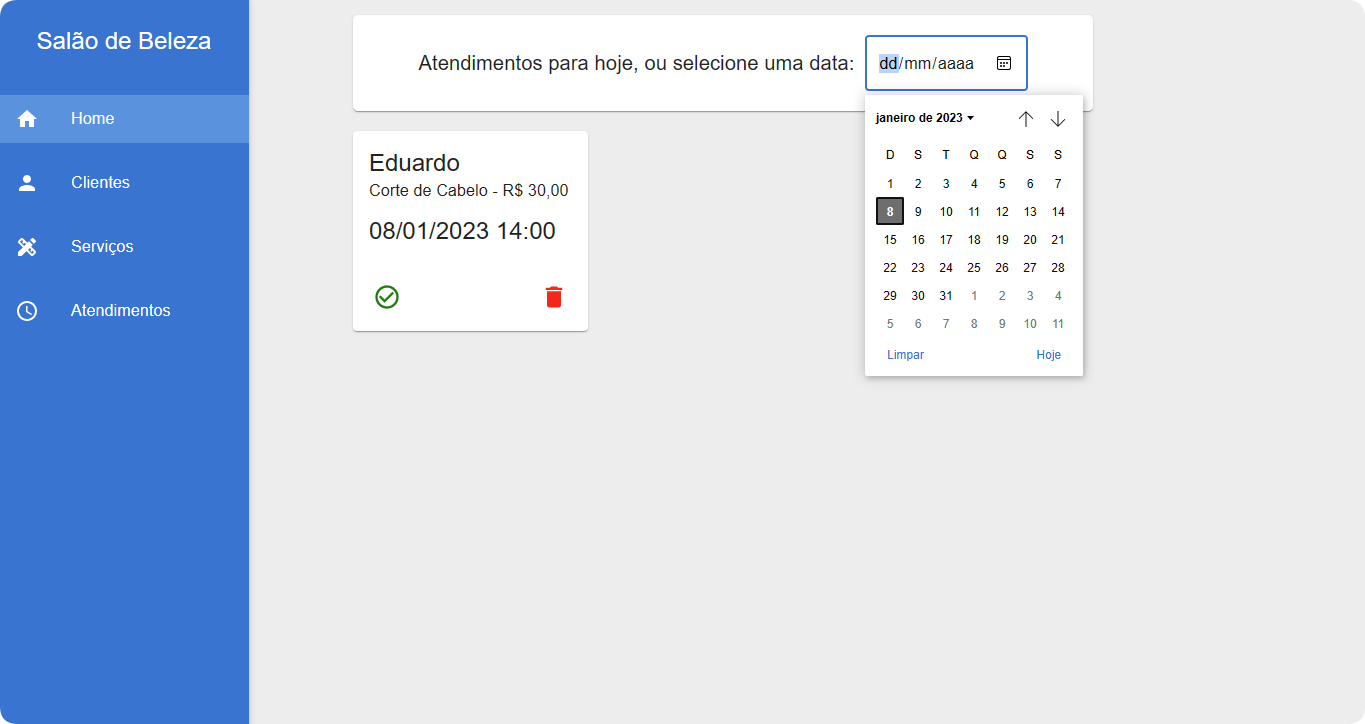 Salão de Beleza
Home
Clientes
Serviços
Atendimentos
Atendimentos para hoje, ou selecione uma data:
dd/mm/aaaa
Eduardo
Corte de Cabelo - R$ 30,00
08/01/2023 14:00
janeiro de 2023
D S T Q Q S S
1 2 3 4 5 6 7
8 9 10 11 12 13 14
15 16 17 18 19 20 21
22 23 24 25 26 27 28
29 30 31 1 2 3 4
5 6 7 8 9 10 11
Limpar Hoje